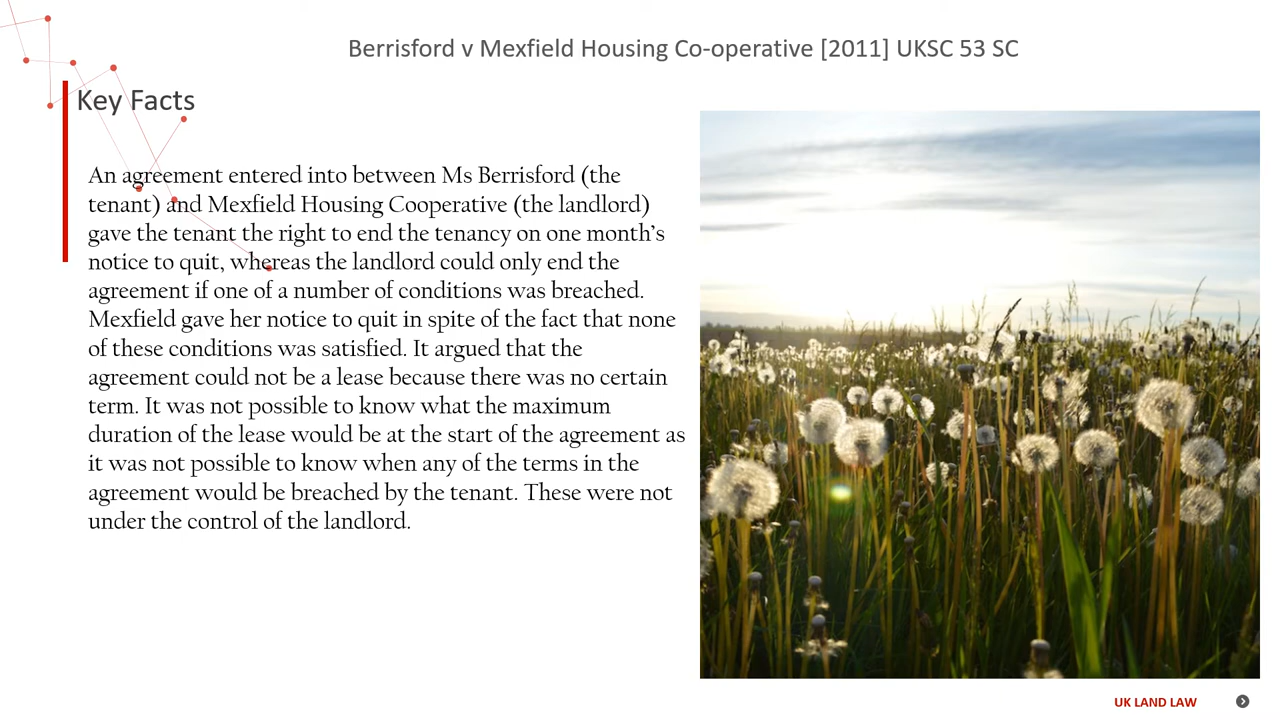 Berrisford v Mexfield Housing Co-operative [2011] UKSC 53 SC
Key Facts
An agreement entered into between Ms Berrisford (the
tenant) and Mexfield Housing Cooperative (the landlord)
gave the tenant the right to end the tenancy on one month’s
notice to quit, whereas the landlord could only end the
agreement if one of a number of conditions was breached.
Mexfield gave her notice to quit in spite of the fact that none
of these conditions was satisfied. It argued that the
agreement could not be a lease because there was no certain
term. It was not possible to know what the maximum
duration of the lease would be at the start of the agreement as
it was not possible to know when any of the terms in the
agreement would be breached by the tenant. These were not
under the control of the landlord.
UK LAND LAW